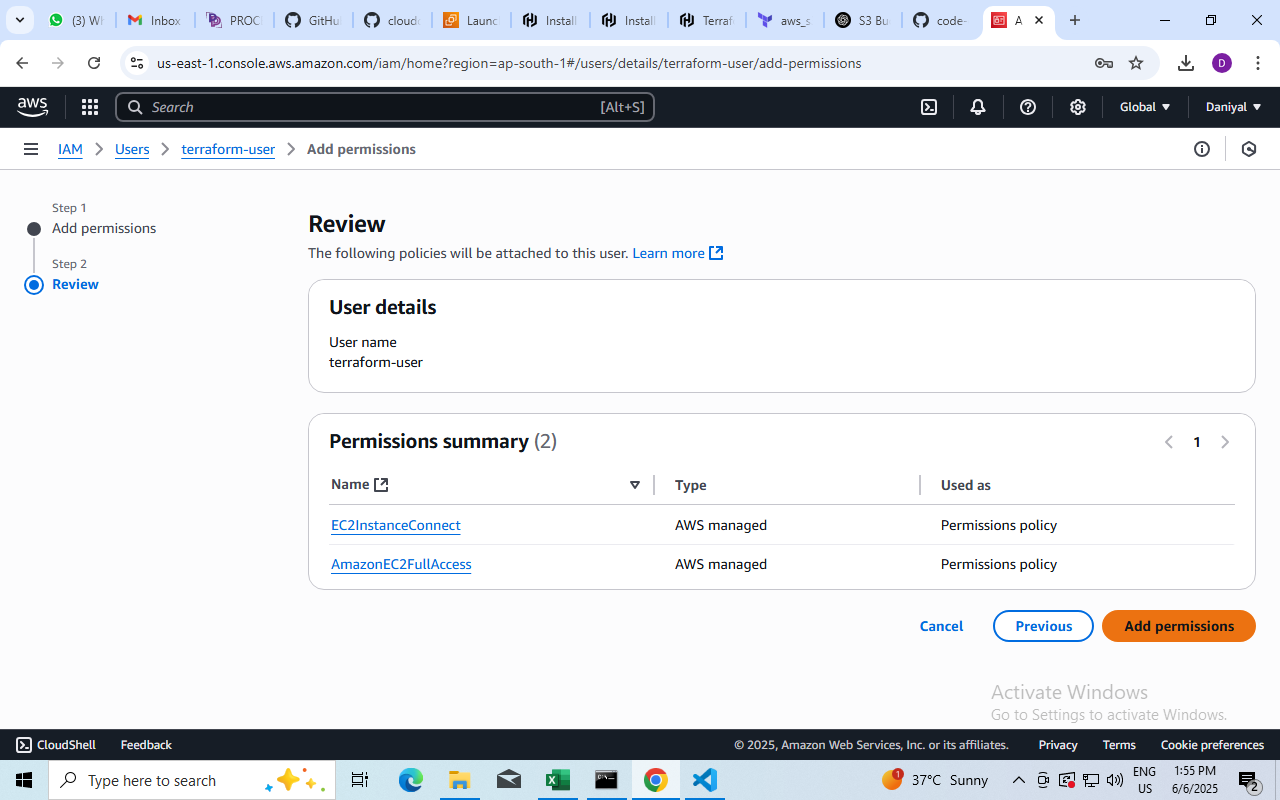 (3) Wh
Inbox
PROC
GitHub
cloud
Launc
Install
Install
Terrafo
aws_s
S3 Bu
code-
A
us-east-1.console.aws.amazon.com/iam/home?region=ap-south-1#/users/details/terraform-user/add-permissions
D
aws
Search
[Alt+S]
Global
Daniyal
IAM
Users
terraform-user
Add permissions
Step 1
Add permissions
Step 2
Review
Review
The following policies will be attached to this user. Learn more
User details
User name
terraform-user
Permissions summary (2)
1
Name
Type
Used as
EC2InstanceConnect
AWS managed
Permissions policy
AmazonEC2FullAccess
AWS managed
Permissions policy
Cancel
Previous
Add permissions
Activate Windows
Go to Settings to activate Windows.
CloudShell
Feedback
© 2025, Amazon Web Services, Inc. or its affiliates.
Privacy
Terms
Cookie preferences
Type here to search
1
37°C Sunny
ENG
US
1:55 PM
6/6/2025
2